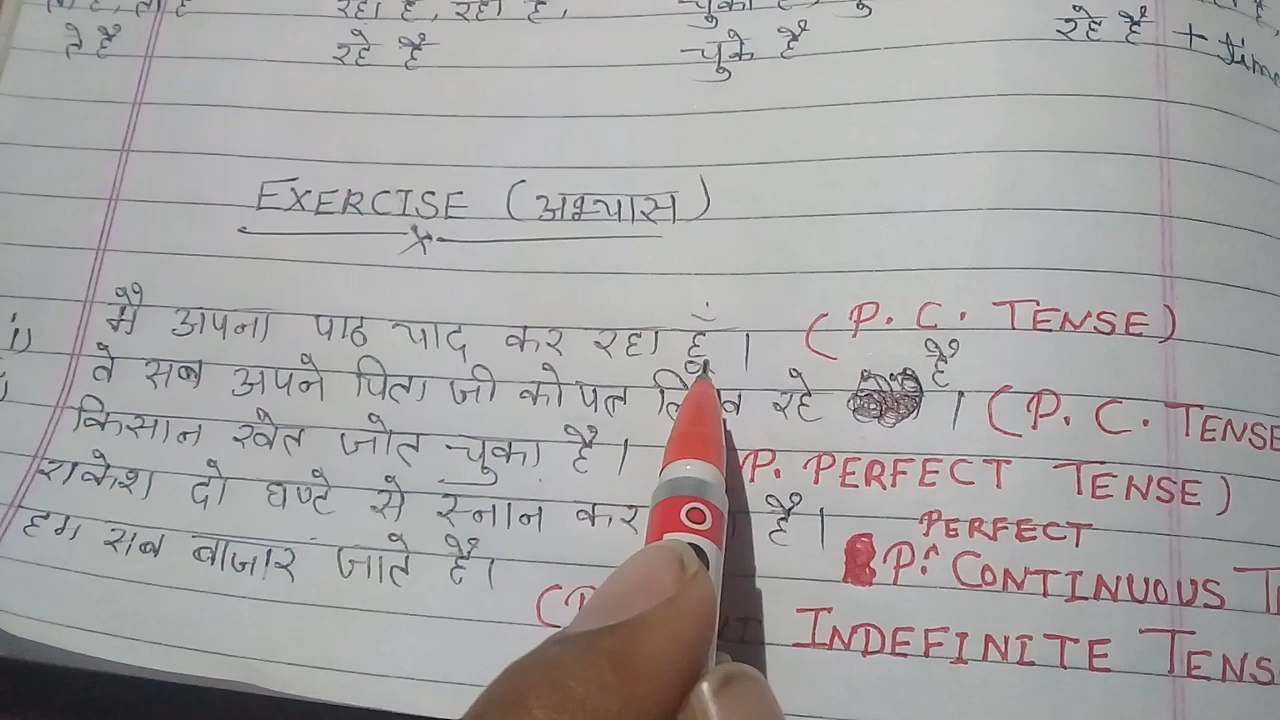 ते हैं रहे हैं चुके हैं रहे हैं + time
EXERCISE (अभ्यास)
i) मैं अपना पाठ याद कर रहा हूँ। (P. C. TENSE)
वे सब अपने पिता जी को पत्र लिख रहे हैं। (P. C. TENSE
किसान खेत जोत चुका है। P. PERFECT TENSE)
राकेश दो घण्टे से स्नान कर है। P. PERFECT CONTINUOUS T
हम सब बाजार जाते हैं। (P INDEFINITE TENS